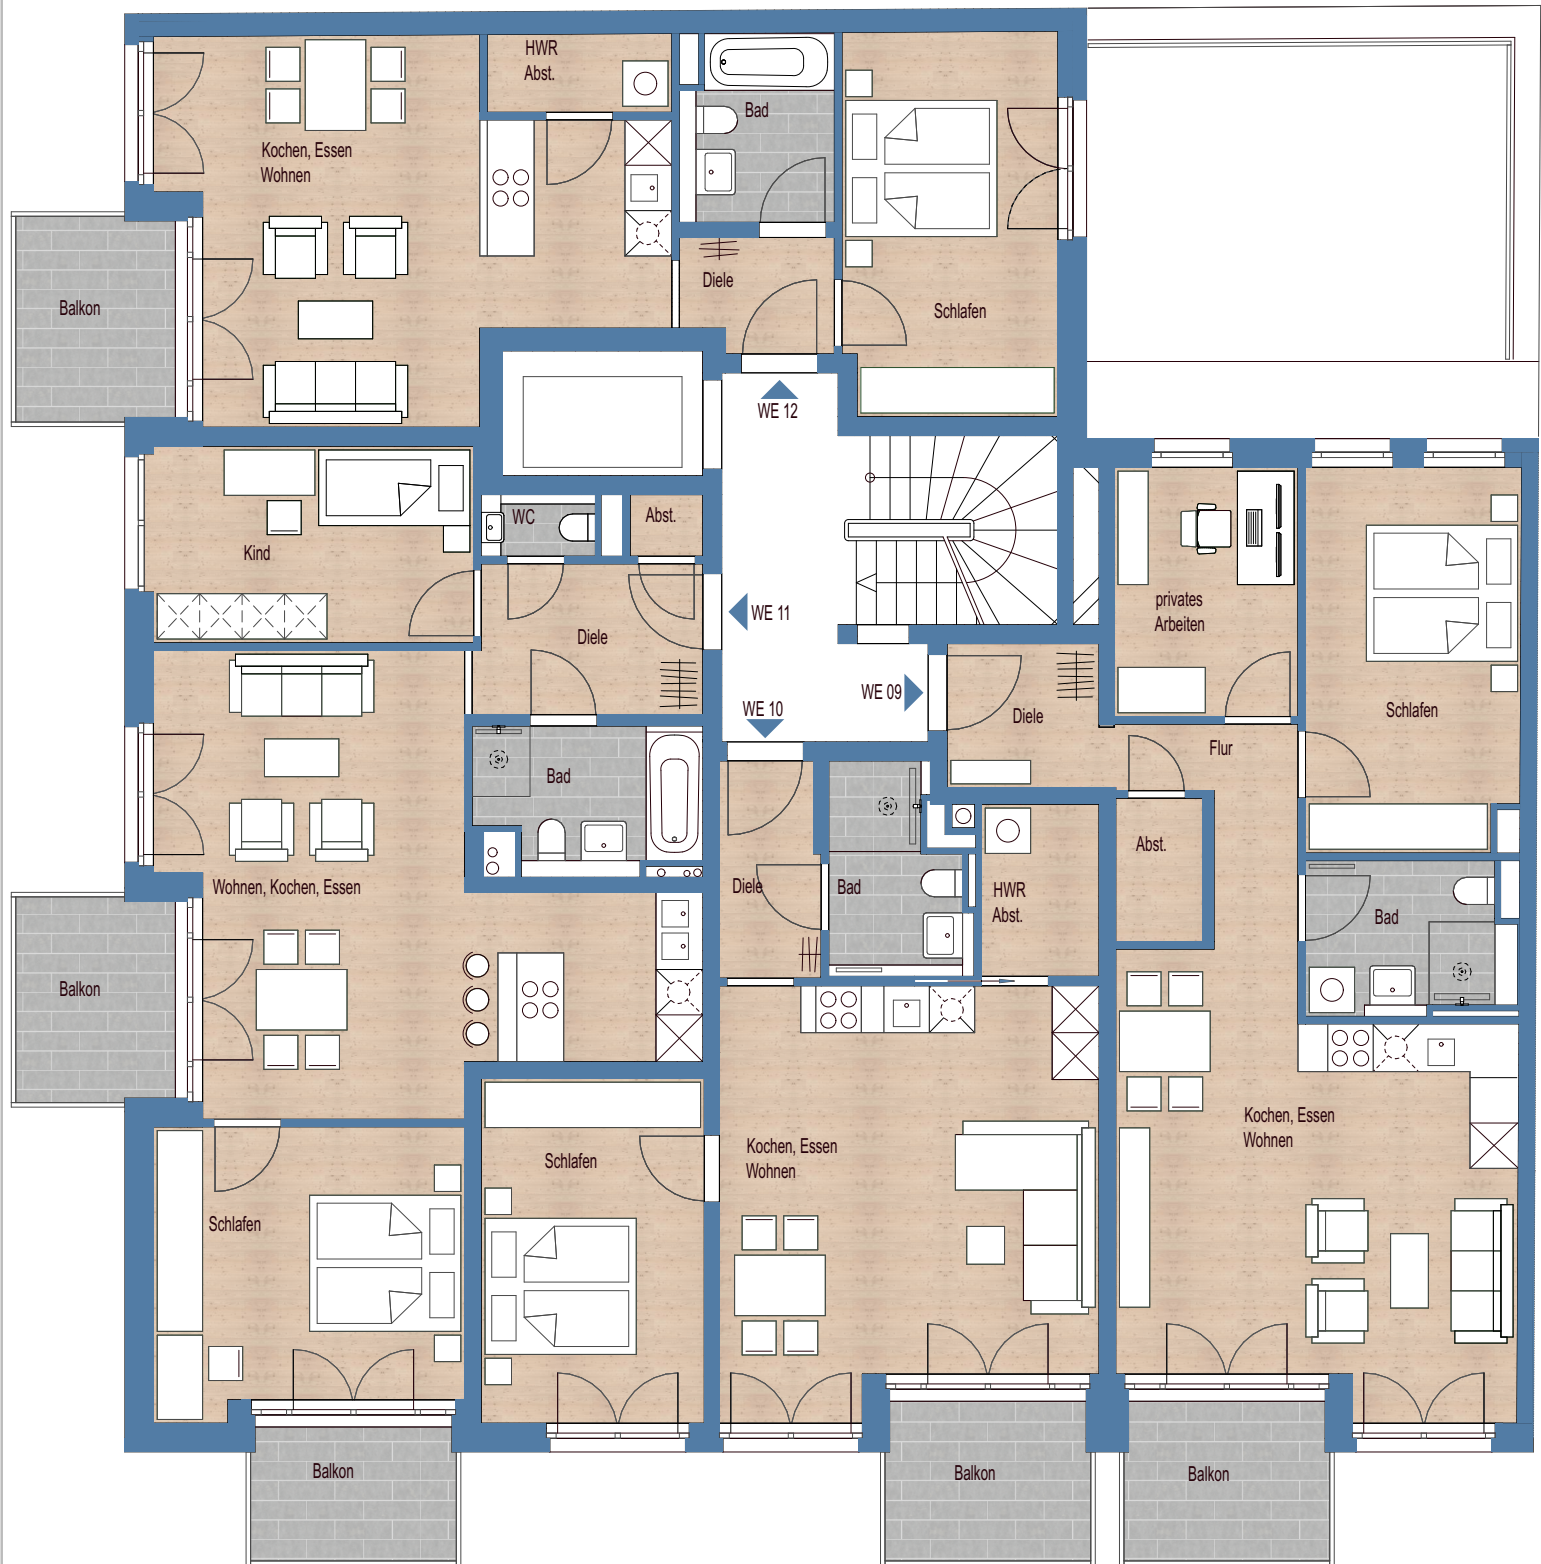 HWR
Abst.
Bad
Kochen, Essen
Wohnen
Diele
Balkon
Schlafen
WE 12
WC
Abst.
Kind
privates
Arbeiten
WE 11
Diele
WE 09
WE 10
Diele
Schlafen
Flur
Bad
Abst.
Wohnen, Kochen, Essen
Diele
Bad
HWR
Abst.
Bad
Balkon
Kochen, Essen
Wohnen
Kochen, Essen
Wohnen
Schlafen
Schlafen
Balkon
Balkon
Balkon